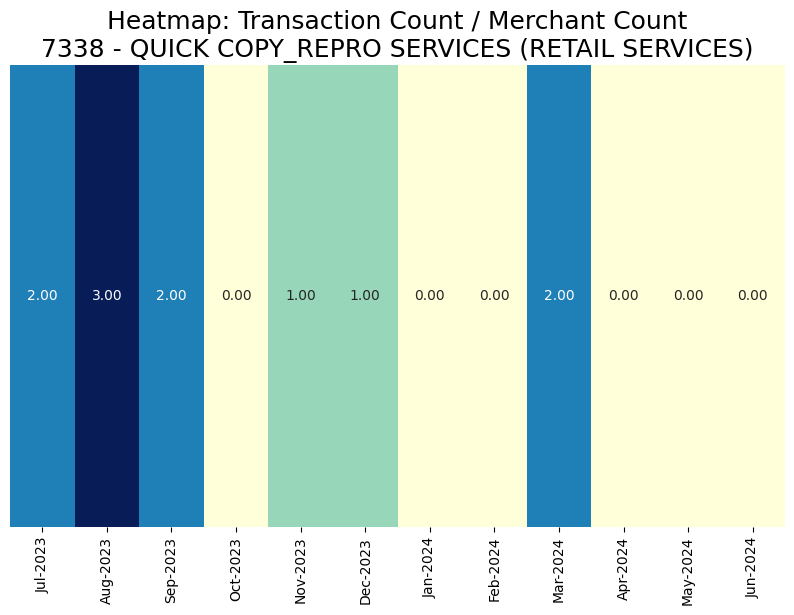 Heatmap: Transaction Count / Merchant Count
7338 - QUICK COPY_REPRO SERVICES (RETAIL SERVICES)
2.00 3.00 2.00 0.00 1.00 1.00 0.00 0.00 2.00 0.00 0.00 0.00
Jul-2023 Aug-2023 Sep-2023 Oct-2023 Nov-2023 Dec-2023 Jan-2024 Feb-2024 Mar-2024 Apr-2024 May-2024 Jun-2024